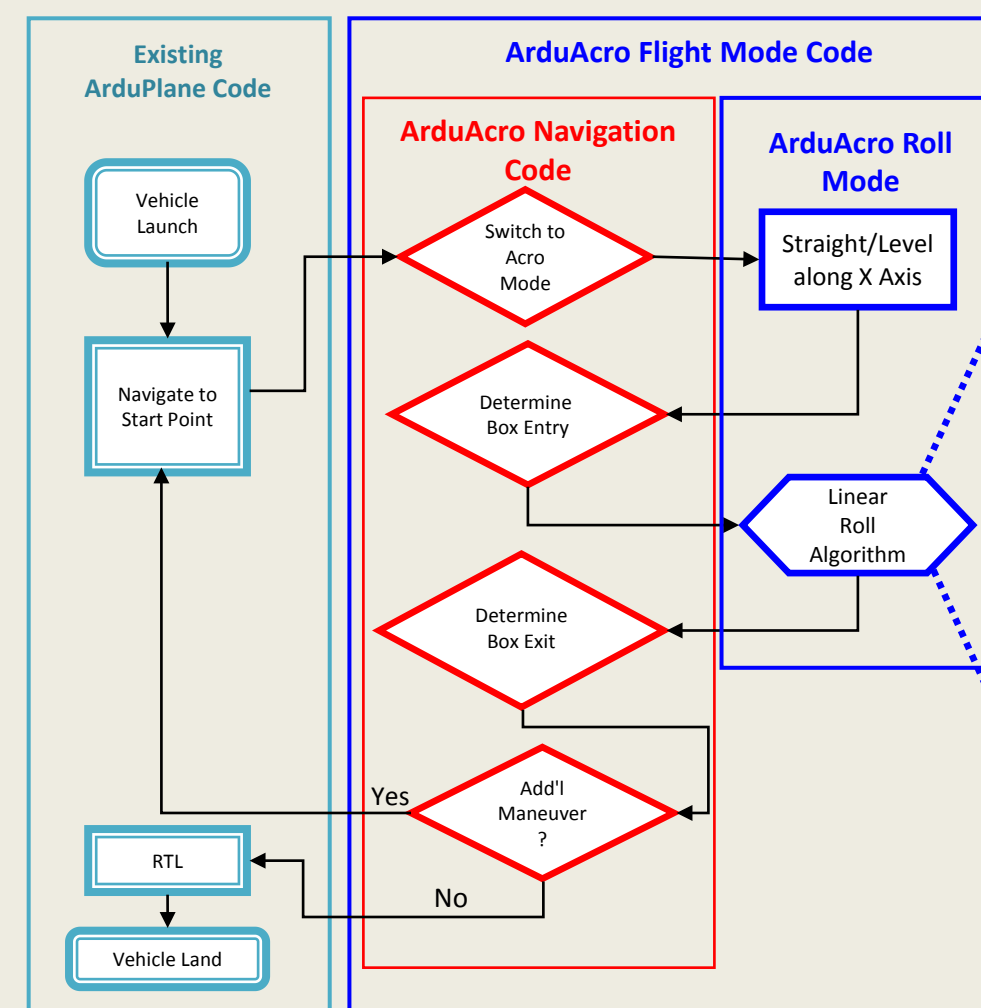 Existing
ArduPlane Code
Vehicle
Launch
Navigate to
Start Point
RTL
Vehicle Land
ArduAcro Flight Mode Code
ArduAcro Navigation
Code
Switch to
Acro
Mode
Determine
Box Entry
Determine
Box Exit
Add'l
Maneuver
?
Yes
No
ArduAcro Roll
Mode
Straight/Level
along X Axis
Linear
Roll
Algorithm